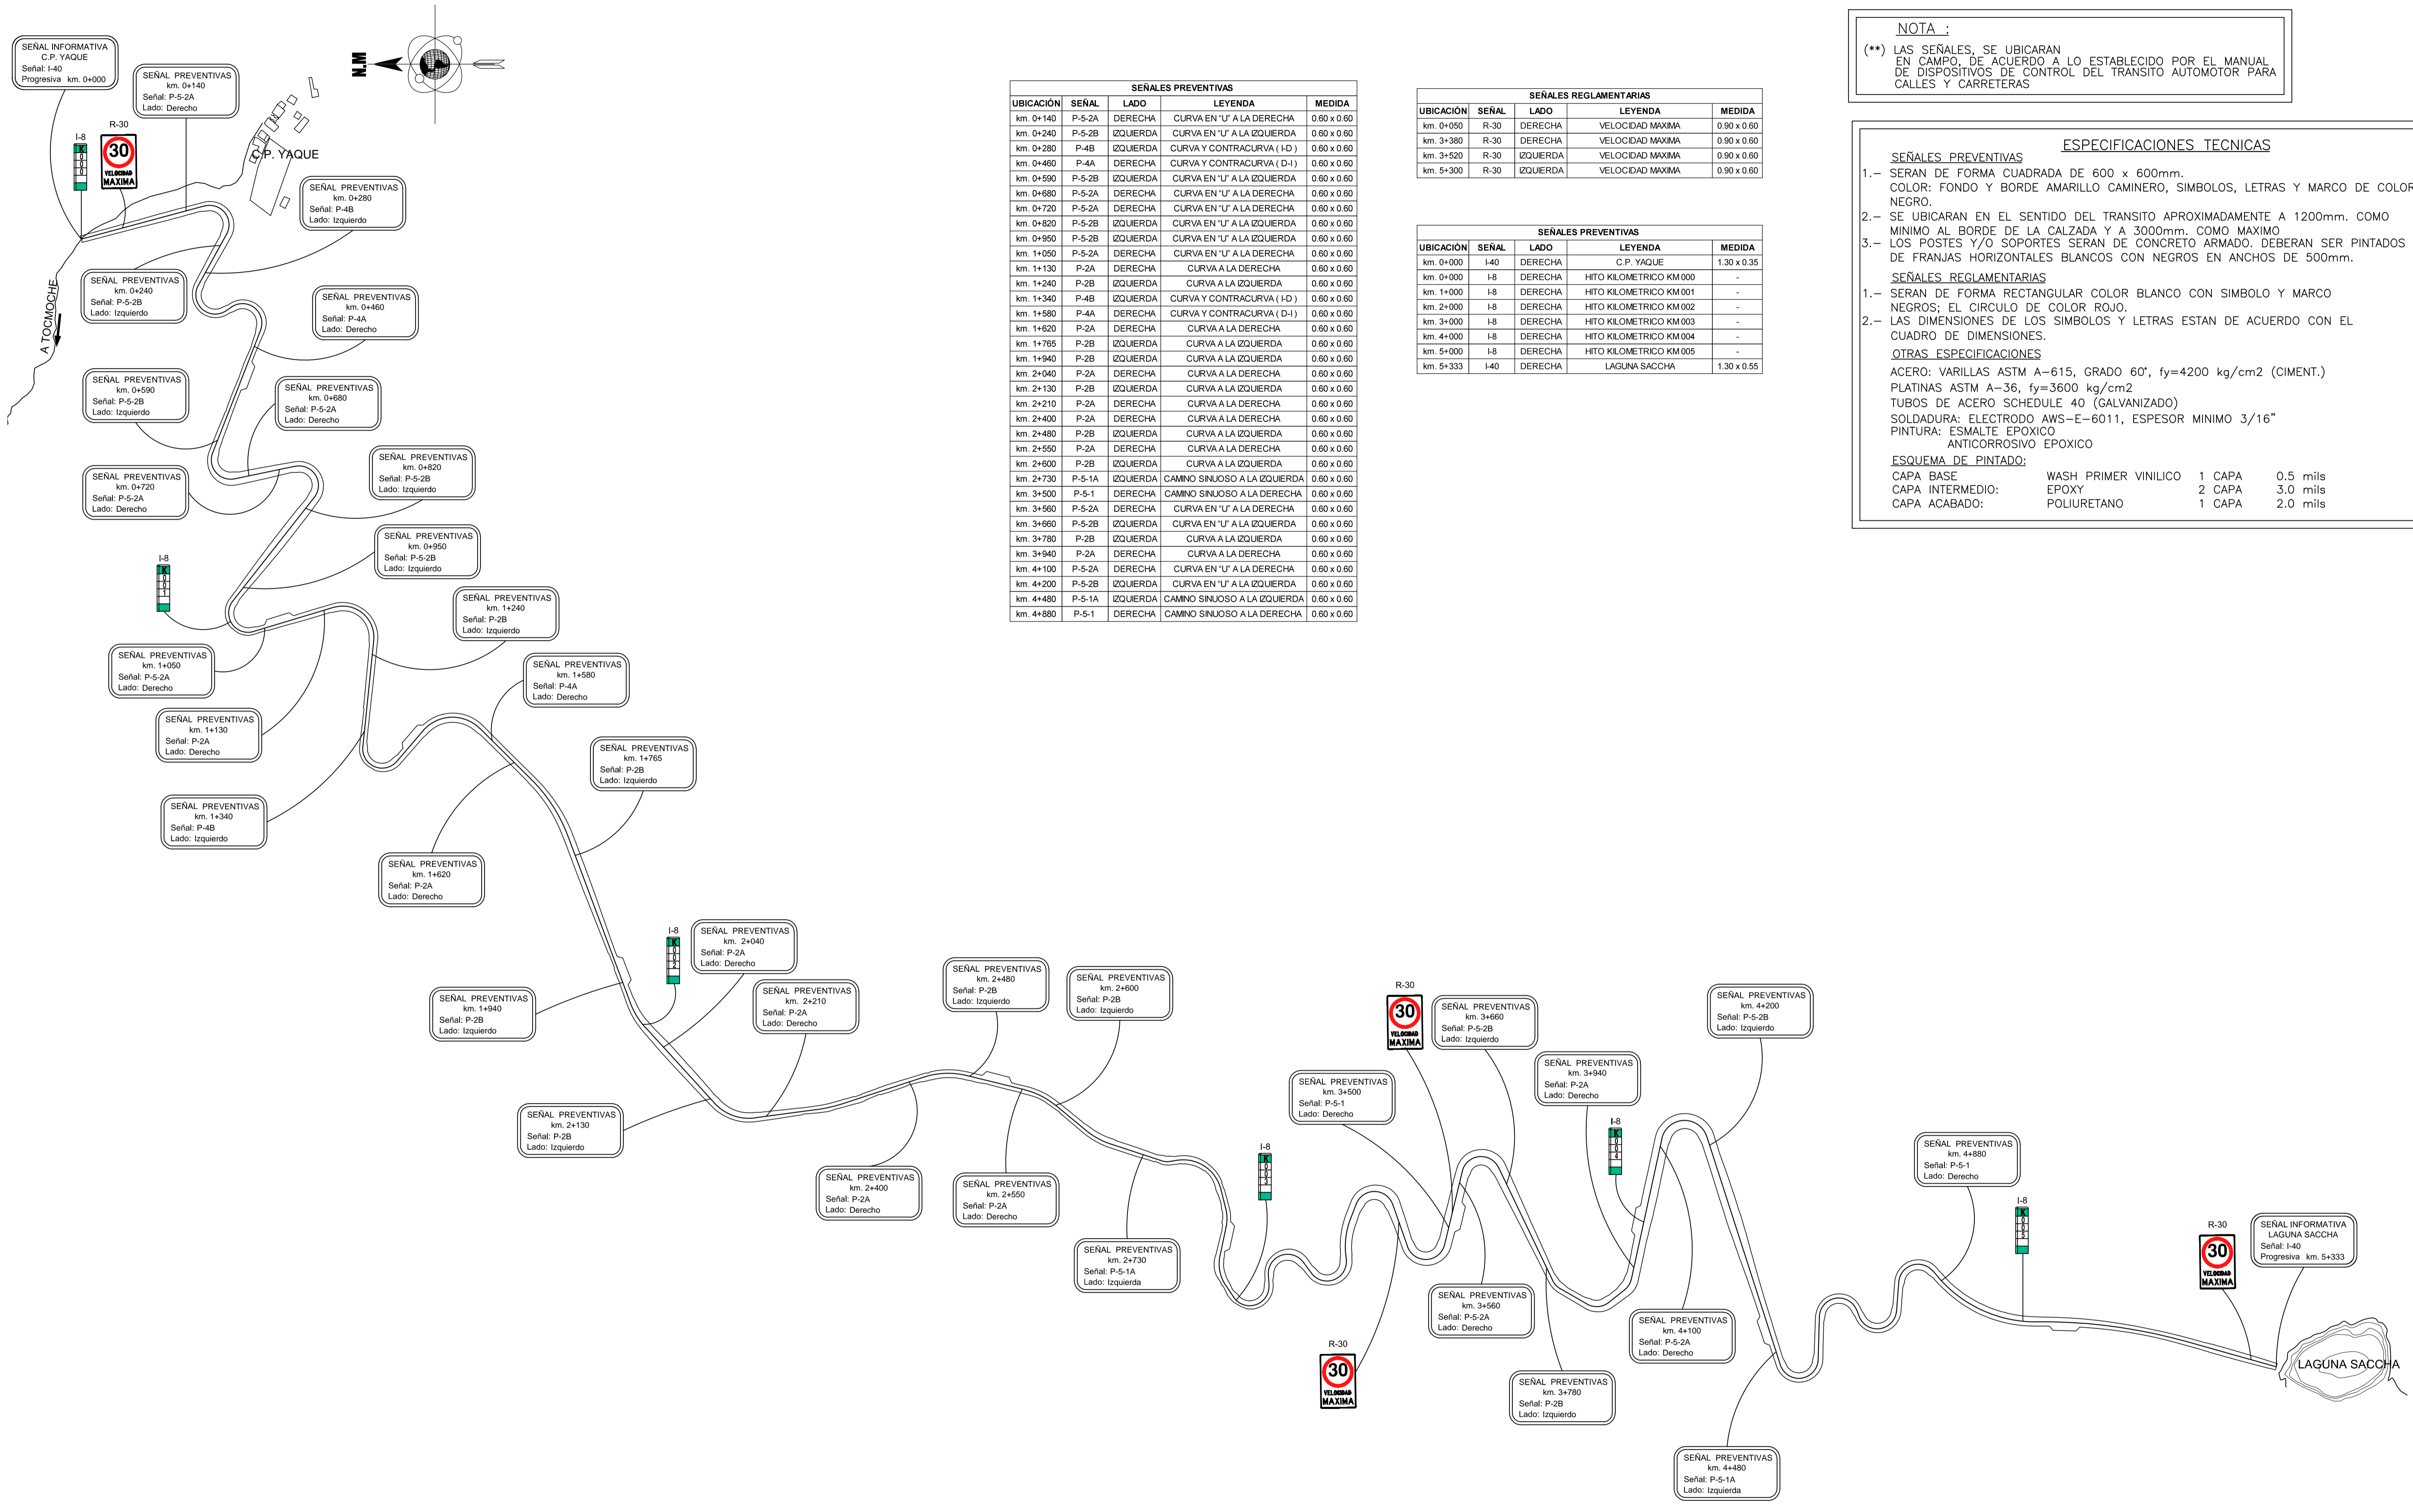 SEÑAL INFORMATIVA
C.P. YAQUE
Señal: I-40
Progresiva km. 0+000
SEÑAL PREVENTIVAS
km. 0+140
Señal: P-5-2A
Lado: Derecho
I-8
K
0
0
0
R-30
30
VELOCIDAD
MAXIMA
N.M
C.P. YAQUE
SEÑAL PREVENTIVAS
km. 0+280
Señal: P-4B
Lado: Izquierdo
SEÑAL PREVENTIVAS
km. 0+240
Señal: P-5-2B
Lado: Izquierdo
A TOCMOCHE
SEÑAL PREVENTIVAS
km. 0+460
Señal: P-4A
Lado: Derecho
SEÑAL PREVENTIVAS
km. 0+590
Señal: P-5-2B
Lado: Izquierdo
SEÑAL PREVENTIVAS
km. 0+680
Señal: P-5-2A
Lado: Derecho
SEÑAL PREVENTIVAS
km. 0+820
Señal: P-5-2B
Lado: Izquierdo
SEÑAL PREVENTIVAS
km. 0+720
Señal: P-5-2A
Lado: Derecho
SEÑAL PREVENTIVAS
km. 0+950
Señal: P-5-2B
Lado: Izquierdo
I-8
K
0
0
1
SEÑAL PREVENTIVAS
km. 1+240
Señal: P-2B
Lado: Izquierdo
SEÑAL PREVENTIVAS
km. 1+050
Señal: P-5-2A
Lado: Derecho
SEÑAL PREVENTIVAS
km. 1+580
Señal: P-4A
Lado: Derecho
SEÑAL PREVENTIVAS
km. 1+130
Señal: P-2A
Lado: Derecho
SEÑAL PREVENTIVAS
km. 1+765
Señal: P-2B
Lado: Izquierdo
SEÑAL PREVENTIVAS
km. 1+340
Señal: P-4B
Lado: Izquierdo
SEÑAL PREVENTIVAS
km. 1+620
Señal: P-2A
Lado: Derecho
SEÑALES PREVENTIVAS
UBICACIÓN SEÑAL LADO LEYENDA MEDIDA
km. 0+140 P-5-2A DERECHA CURVA EN "U" A LA DERECHA 0.60 x 0.60
km. 0+240 P-5-2B IZQUIERDA CURVA EN "U" A LA IZQUIERDA 0.60 x 0.60
km. 0+280 P-4B IZQUIERDA CURVA Y CONTRACURVA ( I-D ) 0.60 x 0.60
km. 0+460 P-4A DERECHA CURVA Y CONTRACURVA ( D-I ) 0.60 x 0.60
km. 0+590 P-5-2B IZQUIERDA CURVA EN "U" A LA IZQUIERDA 0.60 x 0.60
km. 0+680 P-5-2A DERECHA CURVA EN "U" A LA DERECHA 0.60 x 0.60
km. 0+720 P-5-2A DERECHA CURVA EN "U" A LA DERECHA 0.60 x 0.60
km. 0+820 P-5-2B IZQUIERDA CURVA EN "U" A LA IZQUIERDA 0.60 x 0.60
km. 0+950 P-5-2B IZQUIERDA CURVA EN "U" A LA IZQUIERDA 0.60 x 0.60
km. 1+050 P-5-2A DERECHA CURVA EN "U" A LA DERECHA 0.60 x 0.60
km. 1+130 P-2A DERECHA CURVA A LA DERECHA 0.60 x 0.60
km. 1+240 P-2B IZQUIERDA CURVA A LA IZQUIERDA 0.60 x 0.60
km. 1+340 P-4B IZQUIERDA CURVA Y CONTRACURVA ( I-D ) 0.60 x 0.60
km. 1+580 P-4A DERECHA CURVA Y CONTRACURVA ( D-I ) 0.60 x 0.60
km. 1+620 P-2A DERECHA CURVA A LA DERECHA 0.60 x 0.60
km. 1+765 P-2B IZQUIERDA CURVA A LA IZQUIERDA 0.60 x 0.60
km. 1+940 P-2B IZQUIERDA CURVA A LA IZQUIERDA 0.60 x 0.60
km. 2+040 P-2A DERECHA CURVA A LA DERECHA 0.60 x 0.60
km. 2+130 P-2B IZQUIERDA CURVA A LA IZQUIERDA 0.60 x 0.60
km. 2+210 P-2A DERECHA CURVA A LA DERECHA 0.60 x 0.60
km. 2+400 P-2A DERECHA CURVA A LA DERECHA 0.60 x 0.60
km. 2+480 P-2B IZQUIERDA CURVA A LA IZQUIERDA 0.60 x 0.60
km. 2+550 P-2A DERECHA CURVA A LA DERECHA 0.60 x 0.60
km. 2+600 P-2B IZQUIERDA CURVA A LA IZQUIERDA 0.60 x 0.60
km. 2+730 P-5-1A IZQUIERDA CAMINO SINUOSO A LA IZQUIERDA 0.60 x 0.60
km. 3+500 P-5-1 DERECHA CAMINO SINUOSO A LA DERECHA 0.60 x 0.60
km. 3+560 P-5-2A DERECHA CURVA EN "U" A LA DERECHA 0.60 x 0.60
km. 3+660 P-5-2B IZQUIERDA CURVA EN "U" A LA IZQUIERDA 0.60 x 0.60
km. 3+780 P-2B IZQUIERDA CURVA A LA IZQUIERDA 0.60 x 0.60
km. 3+940 P-2A DERECHA CURVA A LA DERECHA 0.60 x 0.60
km. 4+100 P-5-2A DERECHA CURVA EN "U" A LA DERECHA 0.60 x 0.60
km. 4+200 P-5-2B IZQUIERDA CURVA EN "U" A LA IZQUIERDA 0.60 x 0.60
km. 4+480 P-5-1A IZQUIERDA CAMINO SINUOSO A LA IZQUIERDA 0.60 x 0.60
km. 4+880 P-5-1 DERECHA CAMINO SINUOSO A LA DERECHA 0.60 x 0.60
SEÑALES REGLAMENTARIAS
UBICACIÓN SEÑAL LADO LEYENDA MEDIDA
km. 0+050 R-30 DERECHA VELOCIDAD MAXIMA 0.90 x 0.60
km. 3+380 R-30 DERECHA VELOCIDAD MAXIMA 0.90 x 0.60
km. 3+520 R-30 IZQUIERDA VELOCIDAD MAXIMA 0.90 x 0.60
km. 5+300 R-30 IZQUIERDA VELOCIDAD MAXIMA 0.90 x 0.60
SEÑALES PREVENTIVAS
UBICACIÓN SEÑAL LADO LEYENDA MEDIDA
km. 0+000 I-40 DERECHA C.P. YAQUE 1.30 x 0.35
km. 0+000 I-8 DERECHA HITO KILOMETRICO KM 000 -
km. 1+000 I-8 DERECHA HITO KILOMETRICO KM 001 -
km. 2+000 I-8 DERECHA HITO KILOMETRICO KM 002 -
km. 3+000 I-8 DERECHA HITO KILOMETRICO KM 003 -
km. 4+000 I-8 DERECHA HITO KILOMETRICO KM 004 -
km. 5+000 I-8 DERECHA HITO KILOMETRICO KM 005 -
km. 5+333 I-40 DERECHA LAGUNA SACCHA 1.30 x 0.55
NOTA :
(**) LAS SEÑALES, SE UBICARAN
EN CAMPO, DE ACUERDO A LO ESTABLECIDO POR EL MANUAL
DE DISPOSITIVOS DE CONTROL DEL TRANSITO AUTOMOTOR PARA
CALLES Y CARRETERAS
ESPECIFICACIONES TECNICAS
SEÑALES PREVENTIVAS
1.- SERAN DE FORMA CUADRADA DE 600 x 600mm.
COLOR: FONDO Y BORDE AMARILLO CAMINERO, SIMBOLOS, LETRAS Y MARCO DE COLOR
NEGRO.
2.- SE UBICARAN EN EL SENTIDO DEL TRANSITO APROXIMADAMENTE A 1200mm. COMO
MINIMO AL BORDE DE LA CALZADA Y A 3000mm. COMO MAXIMO
3.- LOS POSTES Y/O SOPORTES SERAN DE CONCRETO ARMADO. DEBERAN SER PINTADOS
DE FRANJAS HORIZONTALES BLANCOS CON NEGROS EN ANCHOS DE 500mm.
SEÑALES REGLAMENTARIAS
1.- SERAN DE FORMA RECTANGULAR COLOR BLANCO CON SIMBOLO Y MARCO
NEGROS; EL CIRCULO DE COLOR ROJO.
2.- LAS DIMENSIONES DE LOS SIMBOLOS Y LETRAS ESTAN DE ACUERDO CON EL
CUADRO DE DIMENSIONES.
OTRAS ESPECIFICACIONES
ACERO: VARILLAS ASTM A-615, GRADO 60°, fy=4200 kg/cm2 (CIMENT.)
PLATINAS ASTM A-36, fy=3600 kg/cm2
TUBOS DE ACERO SCHEDULE 40 (GALVANIZADO)
SOLDADURA: ELECTRODO AWS-E-6011, ESPESOR MINIMO 3/16"
PINTURA: ESMALTE EPOXICO
ANTICORROSIVO EPOXICO
ESQUEMA DE PINTADO:
CAPA BASE WASH PRIMER VINILICO 1 CAPA 0.5 mils
CAPA INTERMEDIO: EPOXY 2 CAPA 3.0 mils
CAPA ACABADO: POLIURETANO 1 CAPA 2.0 mils
I-8
K
0
0
2
SEÑAL PREVENTIVAS
km. 2+040
Señal: P-2A
Lado: Derecho
SEÑAL PREVENTIVAS
km. 1+940
Señal: P-2B
Lado: Izquierdo
SEÑAL PREVENTIVAS
km. 2+210
Señal: P-2A
Lado: Derecho
SEÑAL PREVENTIVAS
km. 2+480
Señal: P-2B
Lado: Izquierdo
SEÑAL PREVENTIVAS
km. 2+600
Señal: P-2B
Lado: Izquierdo
SEÑAL PREVENTIVAS
km. 2+130
Señal: P-2B
Lado: Izquierdo
SEÑAL PREVENTIVAS
km. 2+400
Señal: P-2A
Lado: Derecho
SEÑAL PREVENTIVAS
km. 2+550
Señal: P-2A
Lado: Derecho
SEÑAL PREVENTIVAS
km. 2+730
Señal: P-5-1A
Lado: Izquierda
I-8
K
0
0
3
R-30
30
VELOCIDAD
MAXIMA
SEÑAL PREVENTIVAS
km. 3+660
Señal: P-5-2B
Lado: Izquierdo
SEÑAL PREVENTIVAS
km. 3+500
Señal: P-5-1
Lado: Derecho
SEÑAL PREVENTIVAS
km. 3+940
Señal: P-2A
Lado: Derecho
SEÑAL PREVENTIVAS
km. 4+200
Señal: P-5-2B
Lado: Izquierdo
I-8
K
0
0
4
R-30
30
VELOCIDAD
MAXIMA
SEÑAL PREVENTIVAS
km. 3+560
Señal: P-5-2A
Lado: Derecho
SEÑAL PREVENTIVAS
km. 3+780
Señal: P-2B
Lado: Izquierdo
SEÑAL PREVENTIVAS
km. 4+100
Señal: P-5-2A
Lado: Derecho
SEÑAL PREVENTIVAS
km. 4+480
Señal: P-5-1A
Lado: Izquierda
SEÑAL PREVENTIVAS
km. 4+880
Señal: P-5-1
Lado: Derecho
I-8
K
0
0
5
R-30
30
VELOCIDAD
MAXIMA
SEÑAL INFORMATIVA
LAGUNA SACCHA
Señal: I-40
Progresiva km. 5+333
LAGUNA SACCHA